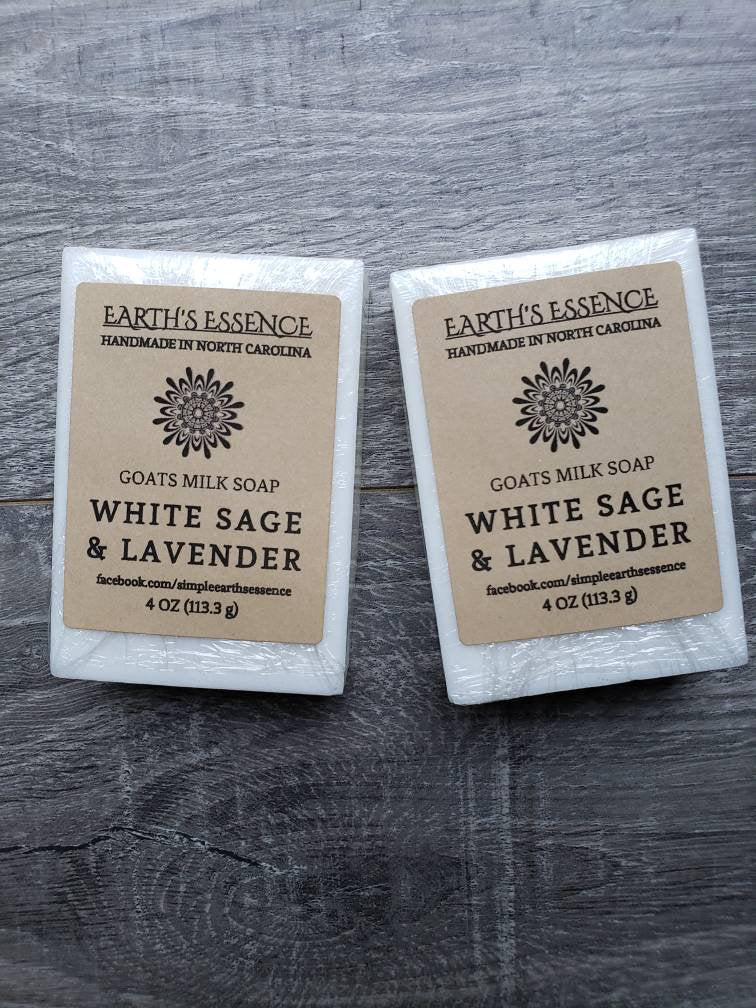 EARTH'S ESSENCE
HANDMADE IN NORTH CAROLINA
GOATS MILK SOAP
WHITE SAGE
& LAVENDER
facebook.com/simpleearthsessence
4 OZ (113.3 g)
EARTH'S ESSENCE
HANDMADE IN NORTH CAROLINA
GOATS MILK SOAP
WHITE SAGE
& LAVENDER
facebook.com/simpleearthsessence
4 OZ (113.3 g)